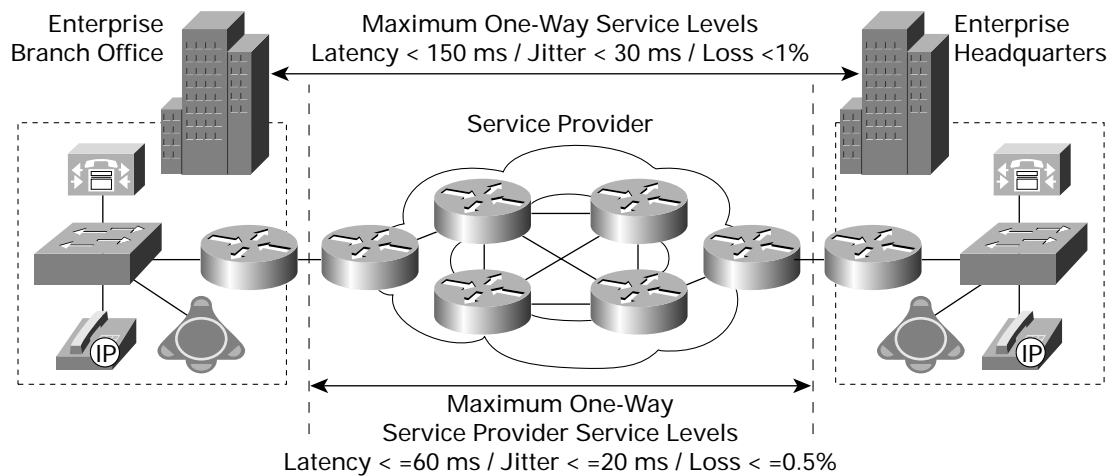 Enterprise
Branch Office
Maximum One-Way Service Levels
Latency < 150 ms / Jitter < 30 ms / Loss <1%
Enterprise
Headquarters
Service Provider
IP
IP
Maximum One-Way
Service Provider Service Levels
Latency < =60 ms / Jitter < =20 ms / Loss < =0.5%